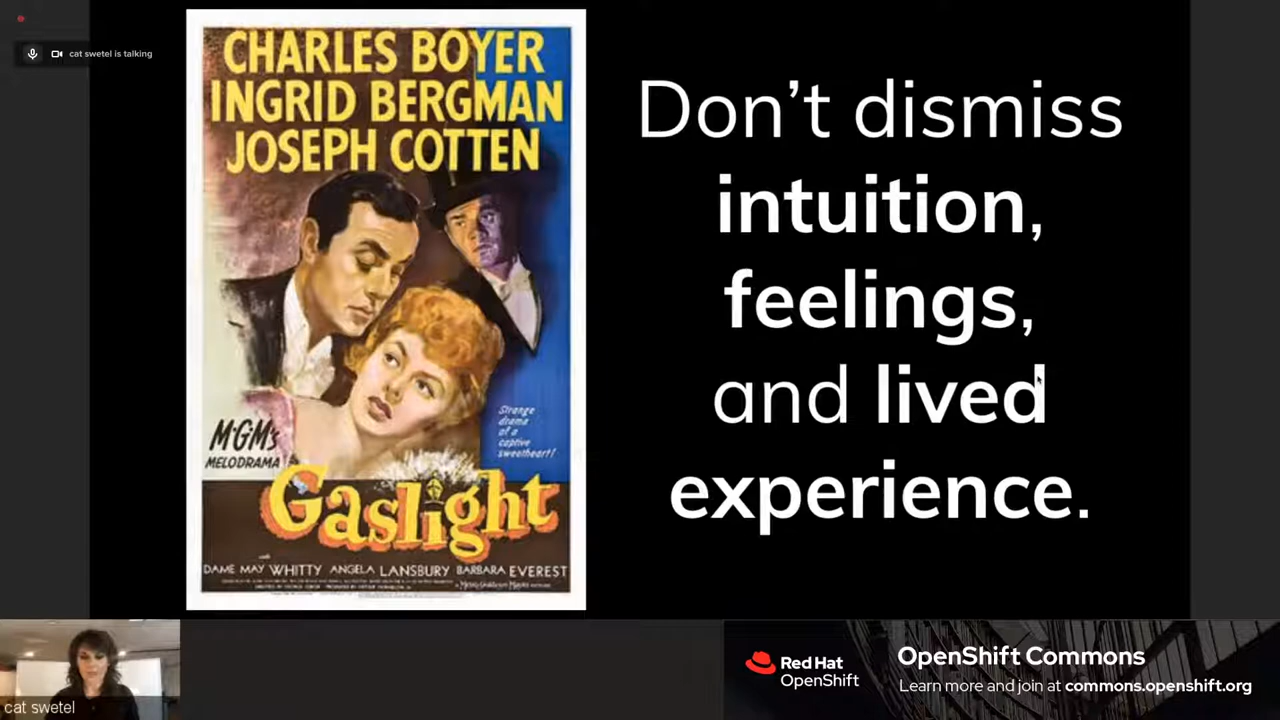 cat swetel is talking
CHARLES BOYER
INGRID BERGMAN
JOSEPH COTTEN
Strange
drama
of a
captive
sweetheart!
M-G-M's
MELODRAMA
Gaslight
with
DAME MAY WHITTY ANGELA LANSBURY BARBARA EVEREST
Don’t dismiss
intuition,
feelings,
and lived
experience.
cat swetel
Red Hat
OpenShift
OpenShift Commons
Learn more and join at commons.openshift.org